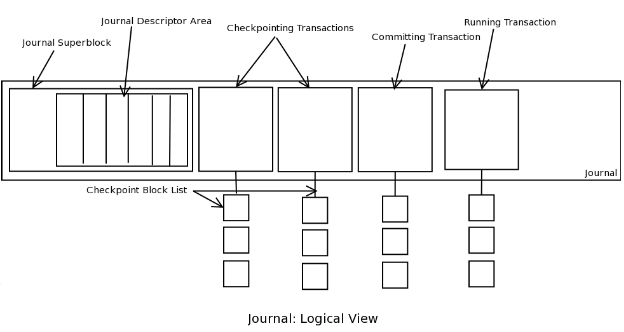 Journal Descriptor Area
Running Transaction
Checkpointing Transactions
Committing Transaction
Journal Superblock
Journal
Checkpoint Block List
Journal: Logical View